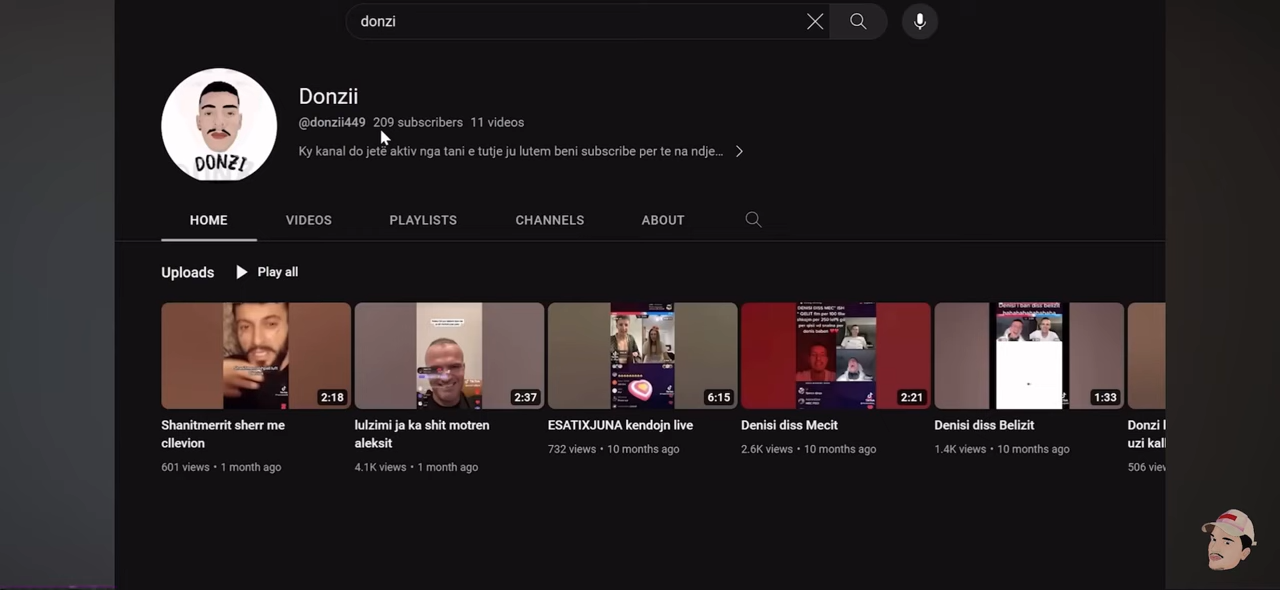 donzi
DONZI
Donzii
@donzii449 209 subscribers 11 videos
Ky kanal do jetë aktiv nga tani e tutje ju lutem beni subscribe per te na ndje...
HOME VIDEOS PLAYLISTS CHANNELS ABOUT
Uploads Play all
2:18 2:37 6:15 2:21 1:33
Shanitmerrit sherr me
cllevion
601 views • 1 month ago
lulzimi ja ka shit motren
aleksit
4.1K views • 1 month ago
ESATIXJUNA kendojn live
732 views • 10 months ago
Denisi diss Mecit
2.6K views • 10 months ago
Denisi diss Belizit
1.4K views • 10 months ago
Donzi
uzi
506